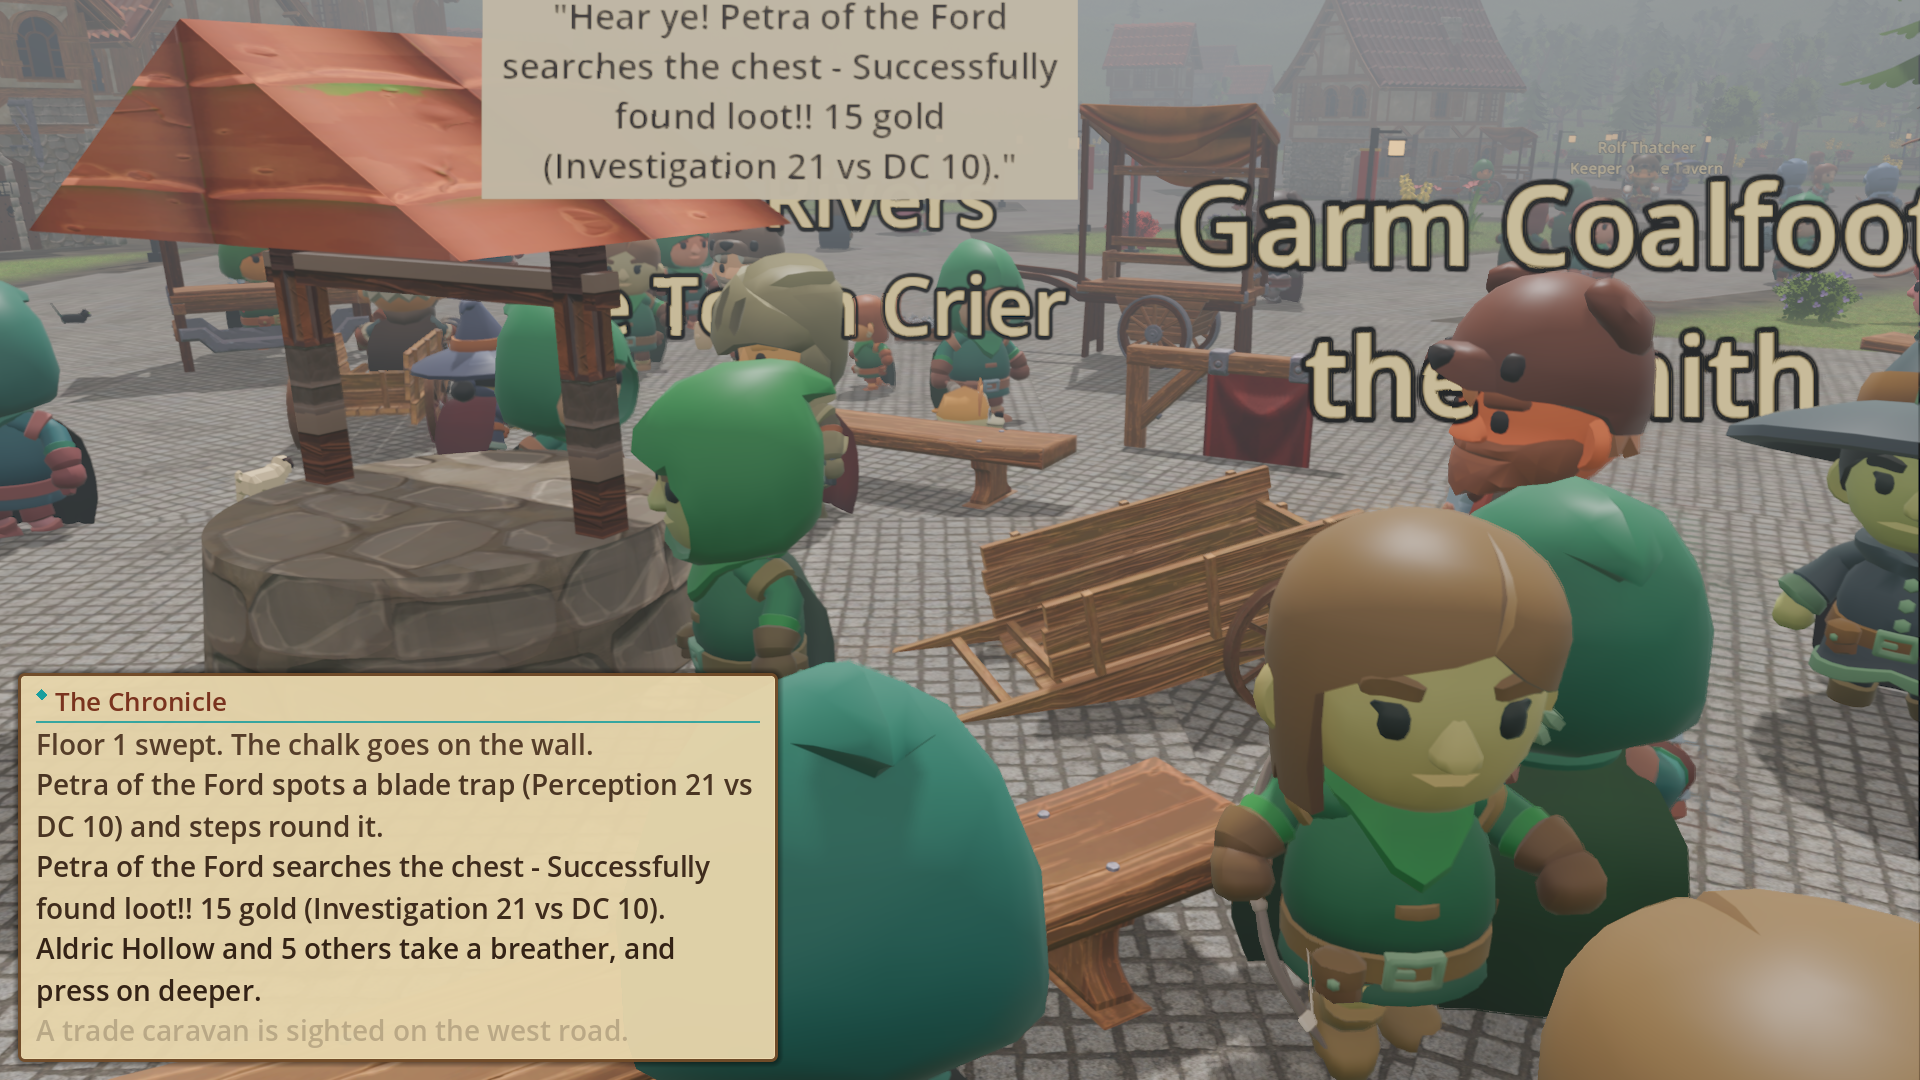 "Hear ye! Petra of the Ford
searches the chest - Successfully
found loot!! 15 gold
(Investigation 21 vs DC 10)."
Rolf Thatcher
Keeper Tavern
Rivers
Garm Coalfoot
Crier
The Chronicle
Floor 1 swept. The chalk goes on the wall.
Petra of the Ford spots a blade trap (Perception 21 vs
DC 10) and steps round it.
Petra of the Ford searches the chest - Successfully
found loot!! 15 gold (Investigation 21 vs DC 10).
Aldric Hollow and 5 others take a breather, and
press on deeper.
A trade caravan is sighted on the west road.